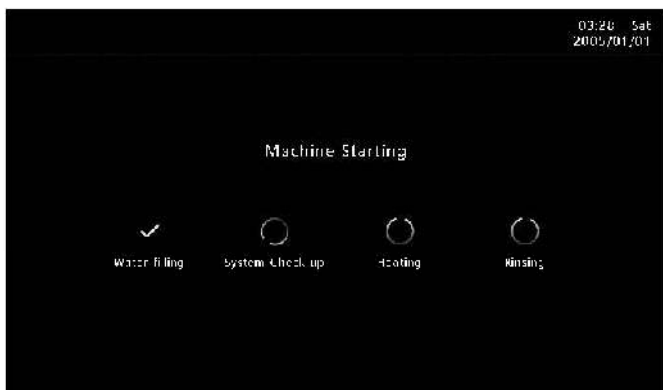 03:28 Sat
2005/01/01
Machine Starting
Water filling
System Check up
Heating
Rinsing